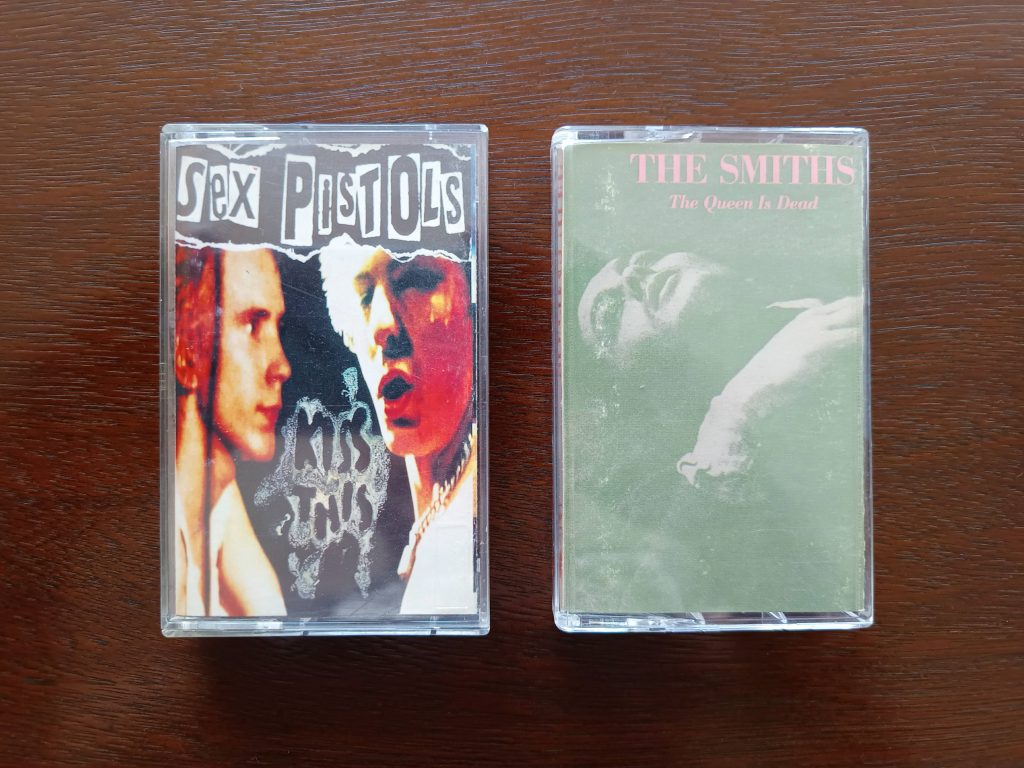 Sex PiSTOLS
KISS
THIS
THE SMITHS
The Queen Is Dead